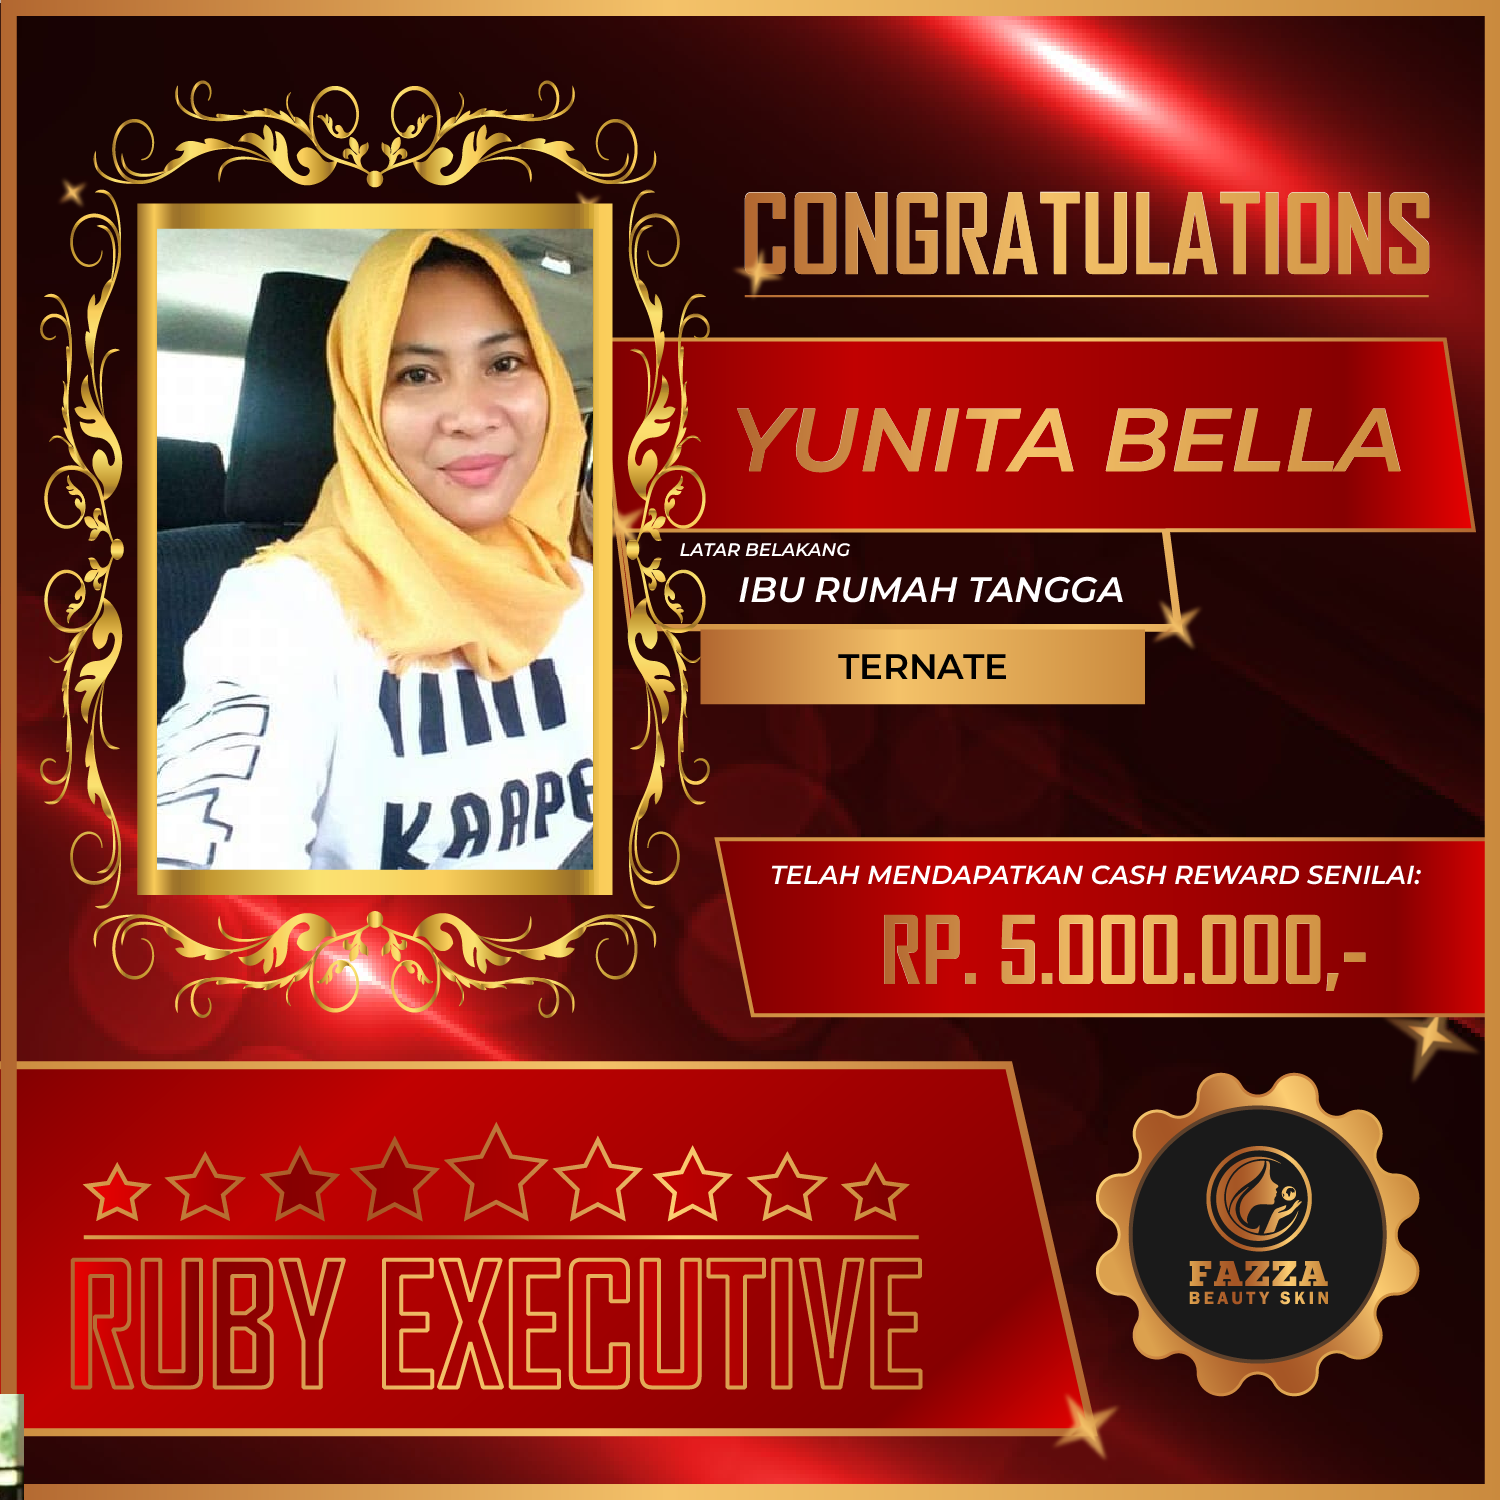 CONGRATULATIONS
YUNITA BELLA
LATAR BELAKANG
IBU RUMAH TANGGA
TERNATE
KAAPE
TELAH MENDAPATKAN CASH REWARD SENILAI:
RP. 5.000.000,-
RUBY EXECUTIVE
FAZZA
BEAUTY SKIN